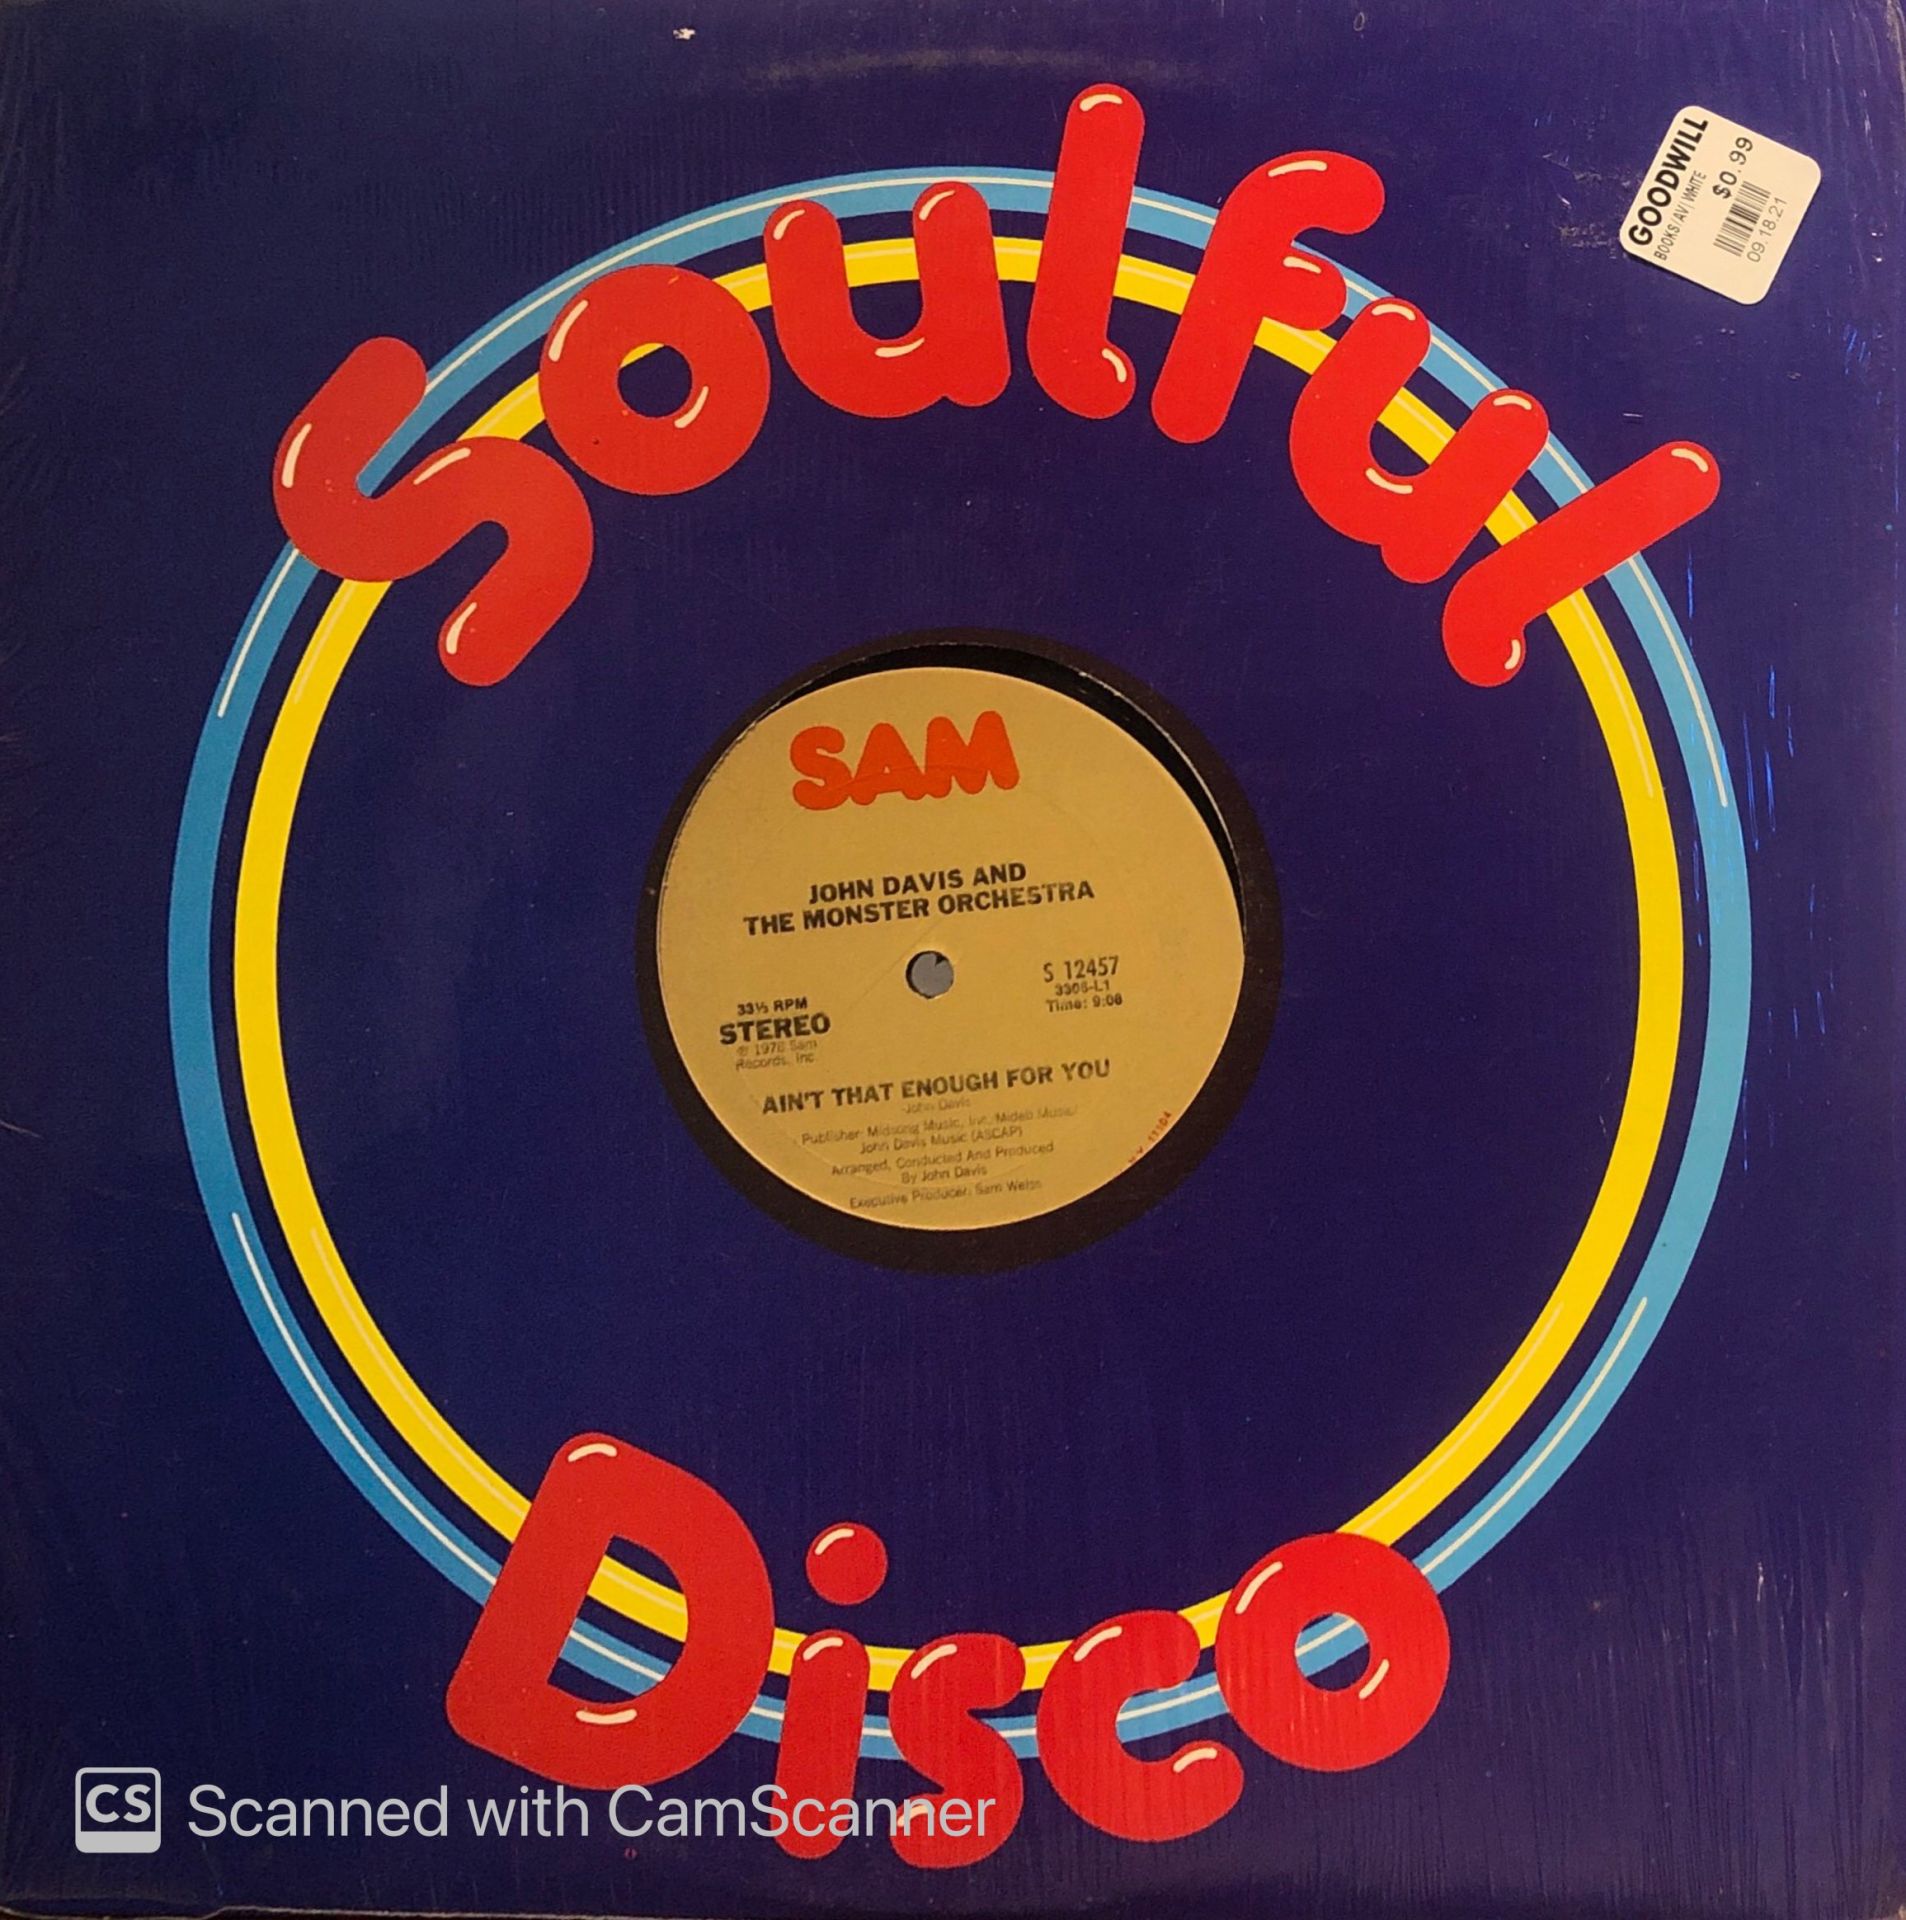 Soulful
GOODWILL
BOOKS/AV/WHITE
$0.99
09.18.21
SAM
JOHN DAVIS AND
THE MONSTER ORCHESTRA
S 12457
3306-L1
Time: 9:08
33⅓ RPM
STEREO
℗ 1978 Sam
Records, Inc
AIN'T THAT ENOUGH FOR YOU
-John Davis
Publisher: Midsong Music, Inc./Mideb Music/
John Davis Music (ASCAP)
Arranged, Conducted And Produced
By John Davis
Executive Producer: Sam Weiss
Disco
CS Scanned with CamScanner